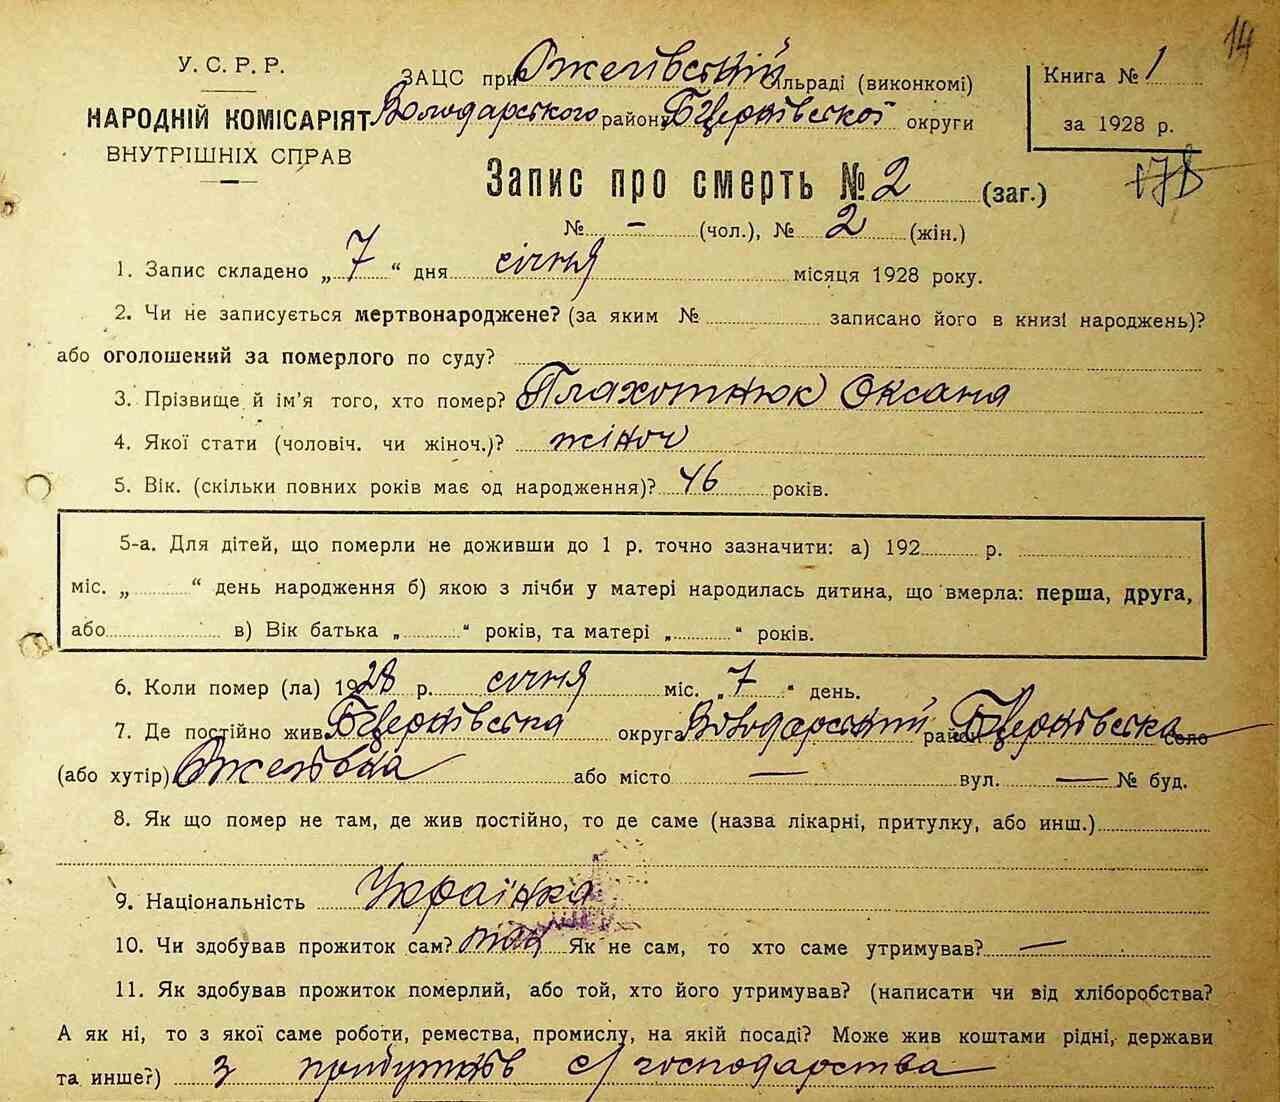 14
У. С. Р. Р.
НАРОДНІЙ КОМІСАРІЯТ
ВНУТРІШНІХ СПРАВ
ЗАЦС при Ожегівській сільраді (виконкомі)
Володарського району Бцерківської округи
Книга № 1
за 1928 р.
178
Запис про смерть № 2 (заг.)
№ – (чол.), № 2 (жін.)
1. Запис складено „ 7 “ дня січня місяця 1928 року.
2. Чи не записується мертвонароджене? (за яким № записано його в книзі народжень)?
або оголошений за померлого по суду?
3. Прізвище й ім’я того, хто помер? Плахотнюк Оксана
4. Якої стати (чоловіч. чи жіноч.)? жіноч
5. Вік. (скільки повних років має од народження)? 46 років.
5-а. Для дітей, що померли не доживши до 1 р. точно зазначити: а) 192 р.
міс. „ “ день народження б) якою з лічби у матері народилась дитина, що вмерла: перша, друга,
або в) Вік батька „ “ років, та матері „ “ років.
6. Коли помер (ла) 1928 р. січня міс. „ 7 “ день.
7. Де постійно жив Бцерківська округа Володарський район Бцерківська село
(або хутір) Ожегівка або місто — вул. — № буд.
8. Як що помер не там, де жив постійно, то де саме (назва лікарні, притулку, або инш.)
9. Національність Українка
10. Чи здобував прожиток сам? так Як не сам, то хто саме утримував? —
11. Як здобував прожиток померлий, або той, хто його утримував? (написати чи від хліборобства?
А як ні, то з якої саме роботи, ремества, промислу, на якій посаді? Може жив коштами рідні, держави
та инше?) з прибутків с/господарства